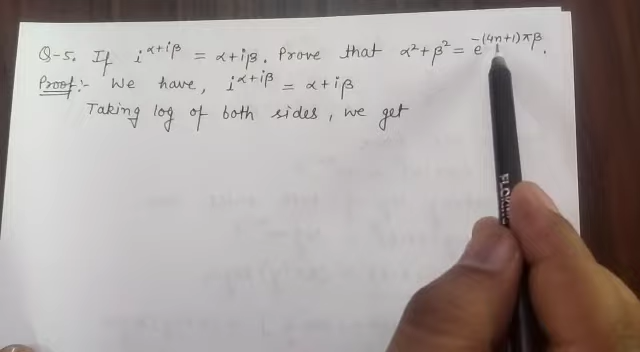 Q-5. If i^{α+iβ} = α+iβ. Prove that α²+β² = e^{-(4n+1)πβ}.
Proof:- We have, i^{α+iβ} = α+iβ
Taking log of both sides, we get